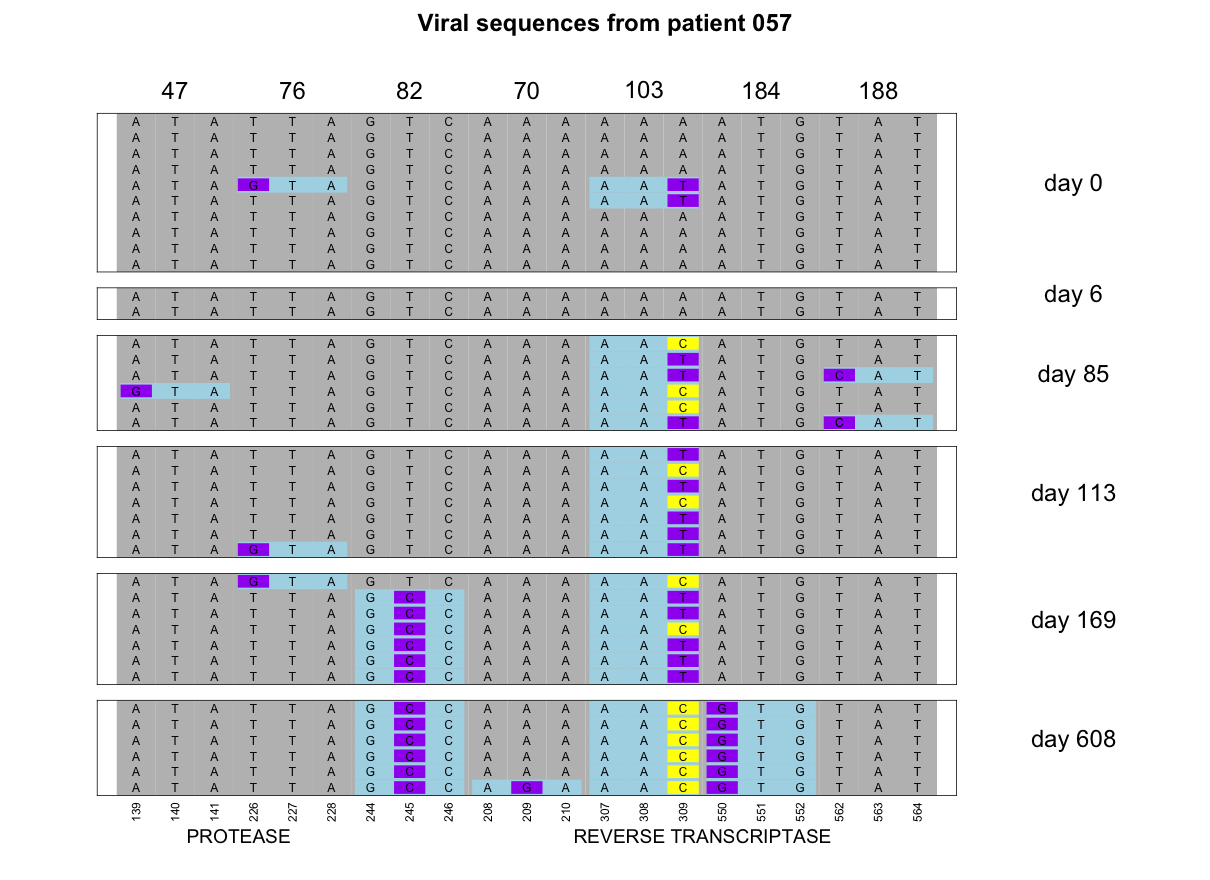 Viral sequences from patient 057
47 76 82 70 103 184 188
A T A T T A G T C A A A A A A A T G T A T
A T A T T A G T C A A A A A A A T G T A T
A T A T T A G T C A A A A A A A T G T A T
A T A T T A G T C A A A A A A A T G T A T
A T A G T A G T C A A A A A T A T G T A T
A T A T T A G T C A A A A A T A T G T A T
A T A T T A G T C A A A A A A A T G T A T
A T A T T A G T C A A A A A A A T G T A T
A T A T T A G T C A A A A A A A T G T A T
A T A T T A G T C A A A A A A A T G T A T
day 0
A T A T T A G T C A A A A A A A T G T A T
A T A T T A G T C A A A A A A A T G T A T
day 6
A T A T T A G T C A A A A A C A T G T A T
A T A T T A G T C A A A A A T A T G T A T
A T A T T A G T C A A A A A T A T G C A T
G T A T T A G T C A A A A A C A T G T A T
A T A T T A G T C A A A A A C A T G T A T
A T A T T A G T C A A A A A T A T G C A T
day 85
A T A T T A G T C A A A A A T A T G T A T
A T A T T A G T C A A A A A C A T G T A T
A T A T T A G T C A A A A A T A T G T A T
A T A T T A G T C A A A A A C A T G T A T
A T A T T A G T C A A A A A T A T G T A T
A T A T T A G T C A A A A A T A T G T A T
A T A G T A G T C A A A A A T A T G T A T
day 113
A T A G T A G T C A A A A A C A T G T A T
A T A T T A G C C A A A A A T A T G T A T
A T A T T A G C C A A A A A T A T G T A T
A T A T T A G C C A A A A A C A T G T A T
A T A T T A G C C A A A A A T A T G T A T
A T A T T A G C C A A A A A T A T G T A T
A T A T T A G C C A A A A A T A T G T A T
day 169
A T A T T A G C C A A A A A C G T G T A T
A T A T T A G C C A A A A A C G T G T A T
A T A T T A G C C A A A A A C G T G T A T
A T A T T A G C C A A A A A C G T G T A T
A T A T T A G C C A A A A A C G T G T A T
A T A T T A G C C A G A A A C G T G T A T
day 608
139 140 141 226 227 228 244 245 246 208 209 210 307 308 309 550 551 552 562 563 564
PROTEASE REVERSE TRANSCRIPTASE